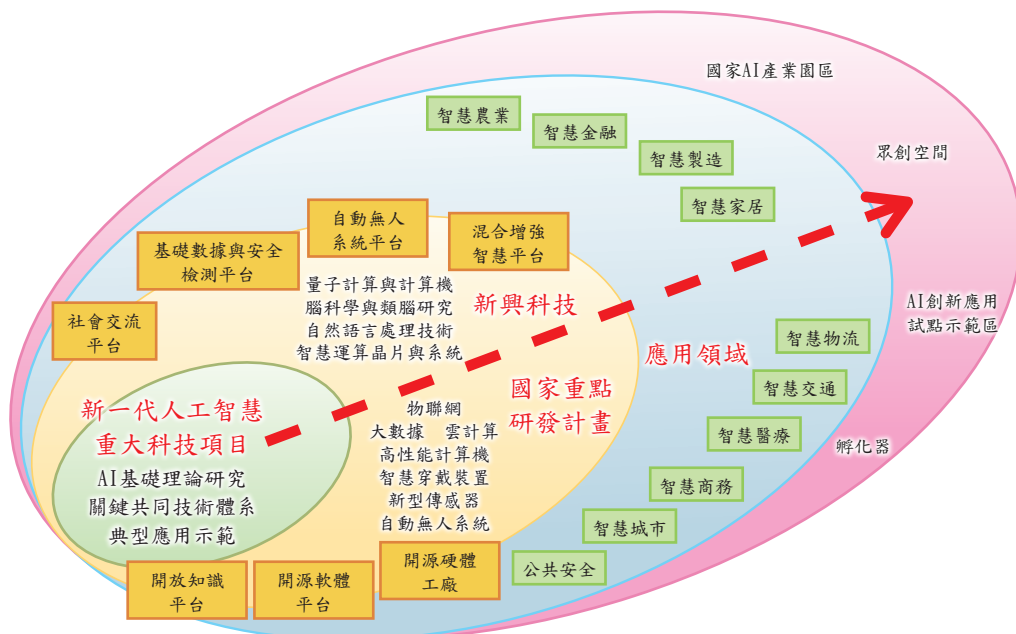 國家AI產業園區
眾創空間
AI創新應用
試點示範區
孵化器
智慧農業
智慧金融
智慧製造
智慧家居
應用領域
智慧物流
智慧交通
智慧醫療
智慧商務
智慧城市
公共安全
自動無人
系統平台
混合增強
智慧平台
基礎數據與安全
檢測平台
社會交流
平台
量子計算與計算機
腦科學與類腦研究
自然語言處理技術
智慧運算晶片與系統
新興科技
國家重點
研發計畫
物聯網
大數據 雲計算
高性能計算機
智慧穿戴裝置
新型傳感器
自動無人系統
新一代人工智慧
重大科技項目
AI基礎理論研究
關鍵共同技術體系
典型應用示範
開放知識
平台
開源軟體
平台
開源硬體
工廠